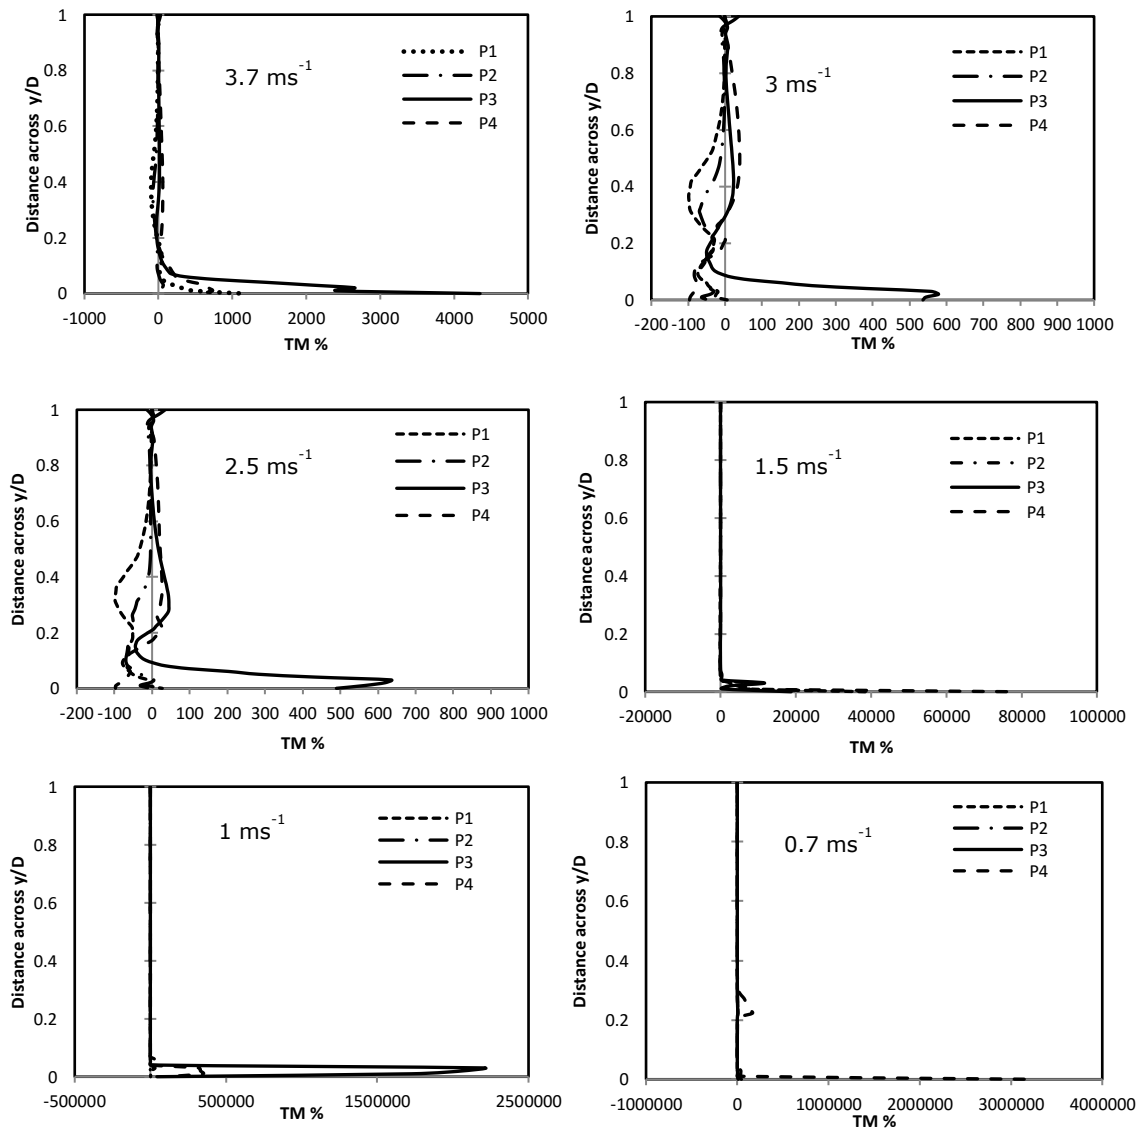 Distance across y/D
1
0.8
0.6
0.4
0.2
0
3.7 ms-1
P1
P2
P3
P4
-1000 0 1000 2000 3000 4000 5000
TM %
Distance across y/D
1
0.8
0.6
0.4
0.2
0
3 ms-1
P1
P2
P3
P4
-200 -100 0 100 200 300 400 500 600 700 800 900 1000
TM %
Distance across y/D
1
0.8
0.6
0.4
0.2
0
2.5 ms-1
P1
P2
P3
P4
-200 -100 0 100 200 300 400 500 600 700 800 900 1000
TM %
Distance across y/D
1
0.8
0.6
0.4
0.2
0
1.5 ms-1
P1
P2
P3
P4
-20000 0 20000 40000 60000 80000 100000
TM %
Distance across y/D
1
0.8
0.6
0.4
0.2
0
1 ms-1
P1
P2
P3
P4
-500000 500000 1500000 2500000
TM %
Distance across y/D
1
0.8
0.6
0.4
0.2
0
0.7 ms-1
P1
P2
P3
P4
-1000000 0 1000000 2000000 3000000 4000000
TM %